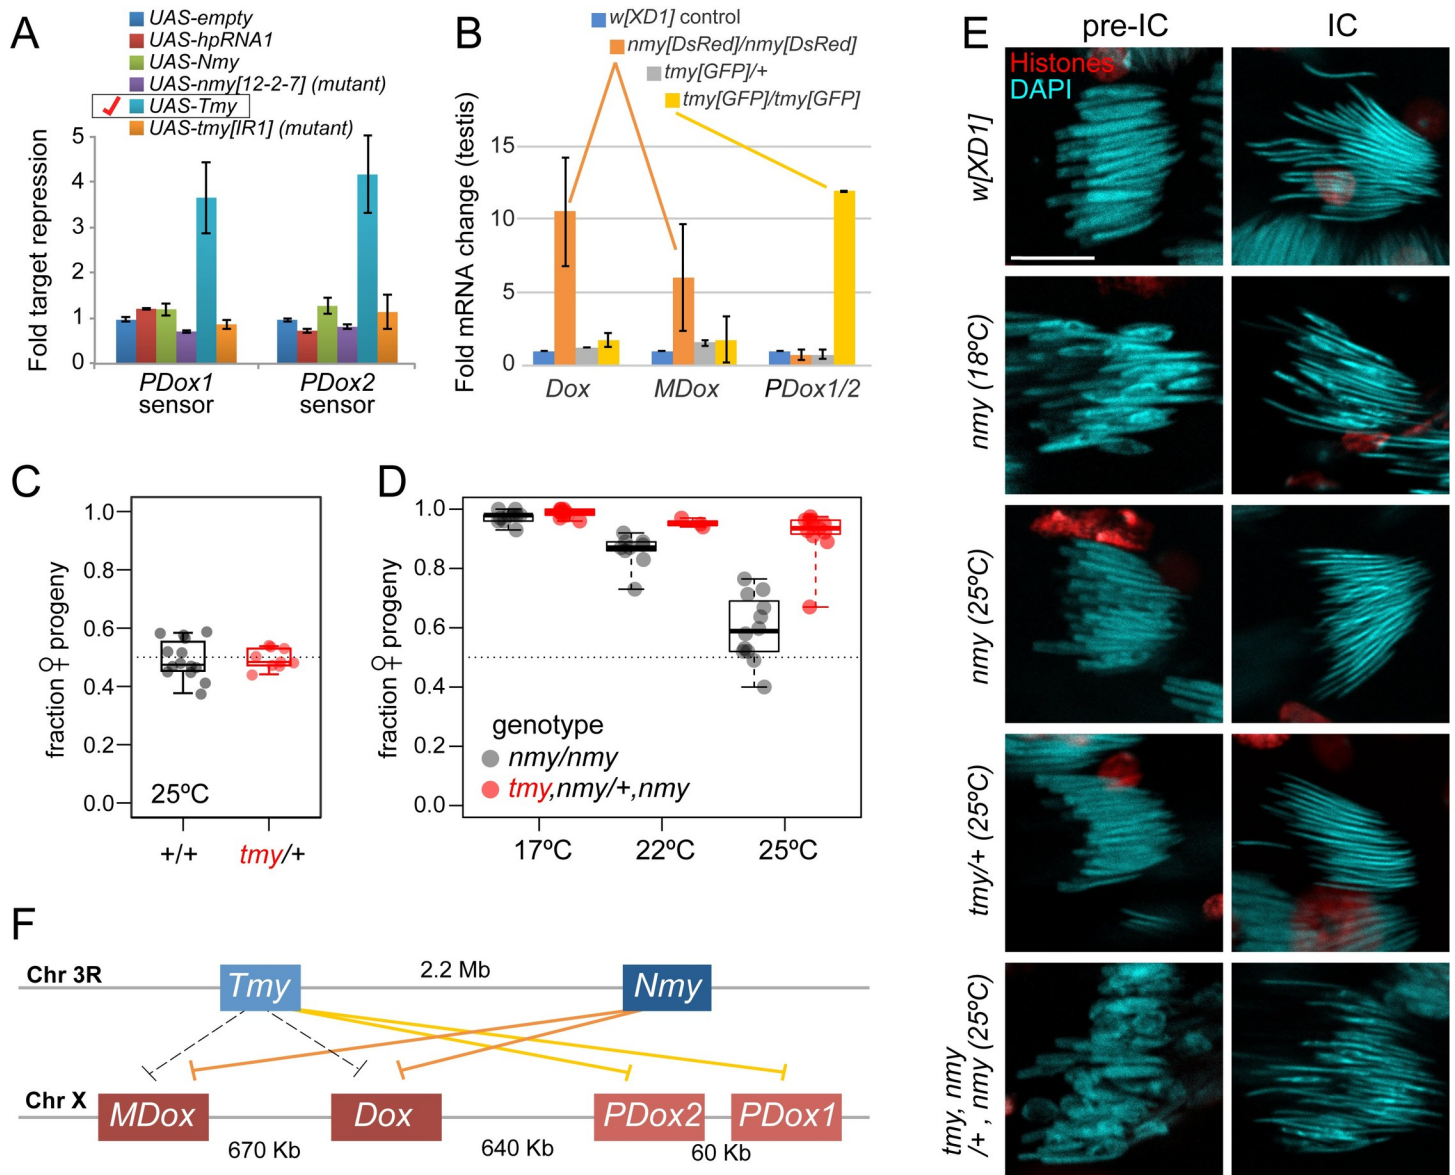 A
UAS-empty
UAS-hpRNA1
UAS-Nmy
UAS-nmy[12-2-7] (mutant)
UAS-Tmy
UAS-tmy[IR1] (mutant)
Fold target repression
5
4
3
2
1
0
PDox1
sensor
PDox2
sensor
B
w[XD1] control
nmy[DsRed]/nmy[DsRed]
tmy[GFP]/+
tmy[GFP]/tmy[GFP]
Fold mRNA change (testis)
15
10
5
0
Dox
MDox
PDox1/2
C
fraction ♀ progeny
1.0
0.8
0.6
0.4
0.2
0.0
25ºC
+/+
tmy/+
D
fraction ♀ progeny
1.0
0.8
0.6
0.4
0.2
0.0
genotype
nmy/nmy
tmy,nmy/+,nmy
17ºC
22ºC
25ºC
E
pre-IC
IC
Histones
DAPI
w[XD1]
nmy (18ºC)
nmy (25ºC)
tmy/+ (25ºC)
tmy, nmy
/+, nmy (25ºC)
F
Chr 3R
Tmy
2.2 Mb
Nmy
Chr X
MDox
Dox
PDox2
PDox1
670 Kb
640 Kb
60 Kb